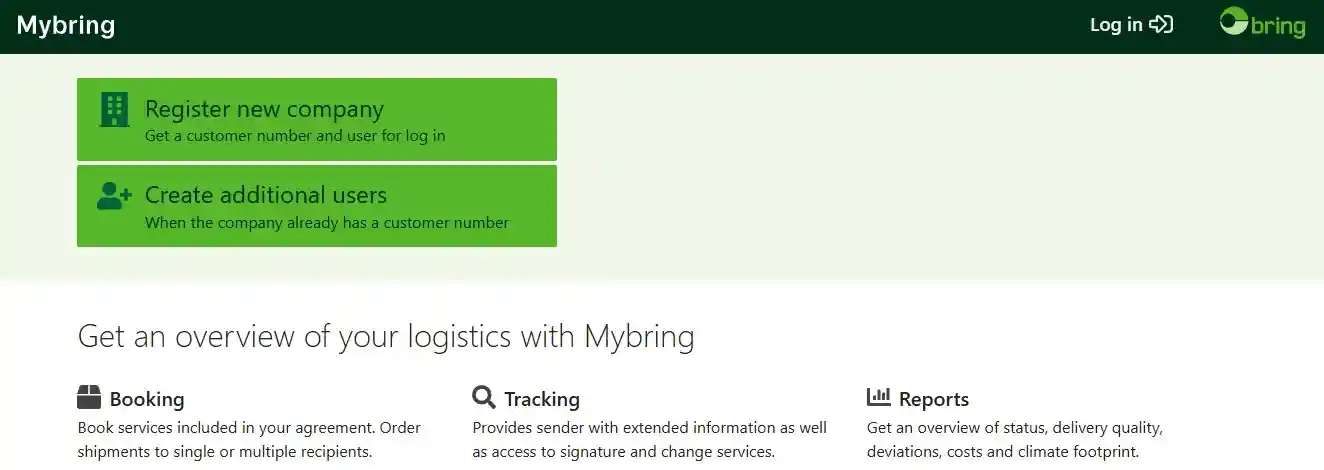 Mybring
Log in
bring
Register new company
Get a customer number and user for log in
Create additional users
When the company already has a customer number
Get an overview of your logistics with Mybring
Booking
Book services included in your agreement. Order
shipments to single or multiple recipients.
Tracking
Provides sender with extended information as well
as access to signature and change services.
Reports
Get an overview of status, delivery quality,
deviations, costs and climate footprint.